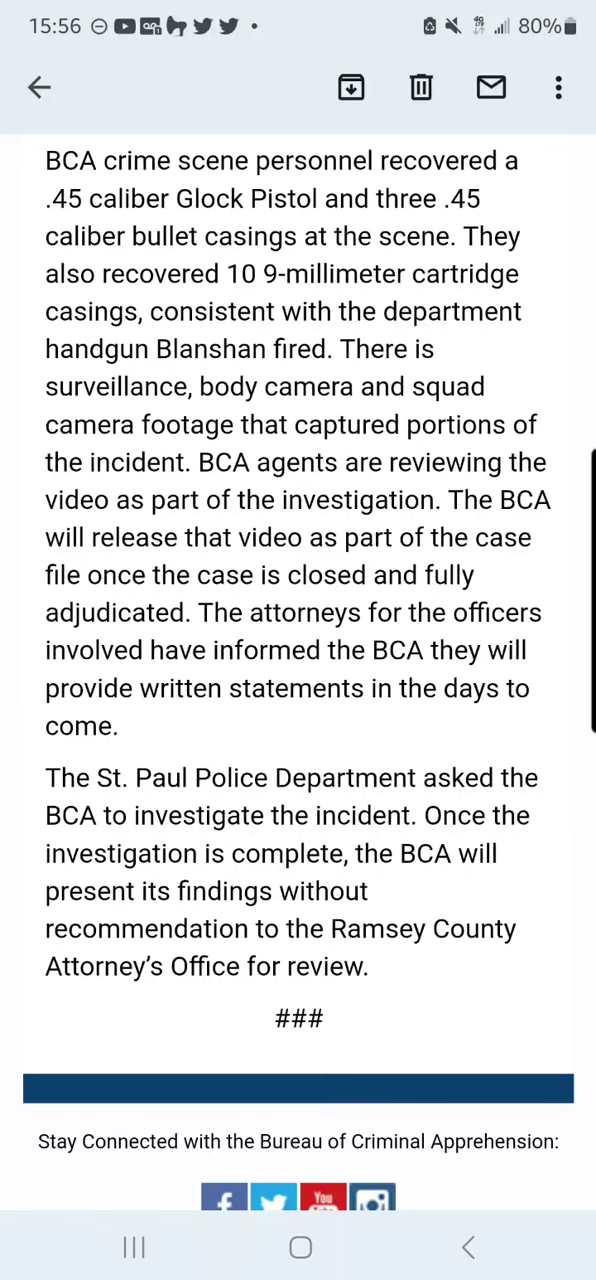 15:56
4G
80%
BCA crime scene personnel recovered a
.45 caliber Glock Pistol and three .45
caliber bullet casings at the scene. They
also recovered 10 9-millimeter cartridge
casings, consistent with the department
handgun Blanshan fired. There is
surveillance, body camera and squad
camera footage that captured portions of
the incident. BCA agents are reviewing the
video as part of the investigation. The BCA
will release that video as part of the case
file once the case is closed and fully
adjudicated. The attorneys for the officers
involved have informed the BCA they will
provide written statements in the days to
come.
The St. Paul Police Department asked the
BCA to investigate the incident. Once the
investigation is complete, the BCA will
present its findings without
recommendation to the Ramsey County
Attorney’s Office for review.
###
Stay Connected with the Bureau of Criminal Apprehension:
You